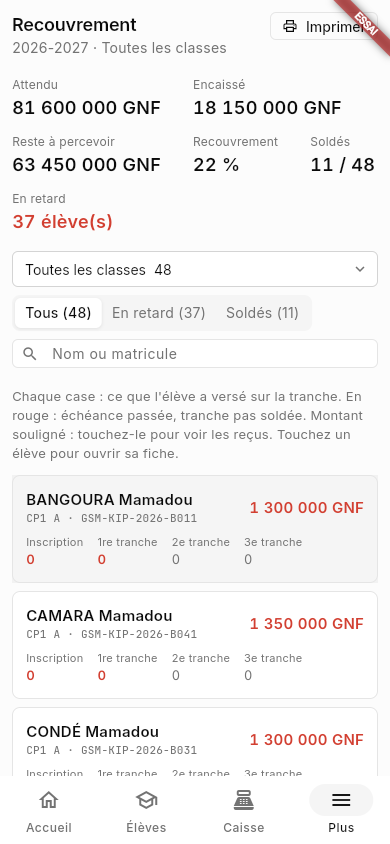 Recouvrement
Imprimer
ESSAI
2026-2027 · Toutes les classes
Attendu
81 600 000 GNF
Encaissé
18 150 000 GNF
Reste à percevoir
63 450 000 GNF
Recouvrement
22 %
Soldés
11 / 48
En retard
37 élève(s)
Toutes les classes 48
Tous (48)
En retard (37)
Soldés (11)
Nom ou matricule
Chaque case : ce que l'élève a versé sur la tranche. En
rouge : échéance passée, tranche pas soldée. Montant
souligné : touchez-le pour voir les reçus. Touchez un
élève pour ouvrir sa fiche.
BANGOURA Mamadou
CP1 A · GSM-KIP-2026-B011
1 300 000 GNF
Inscription 1re tranche 2e tranche 3e tranche
0 0 0 0
CAMARA Mamadou
CP1 A · GSM-KIP-2026-B041
1 350 000 GNF
Inscription 1re tranche 2e tranche 3e tranche
0 0 0 0
CONDÉ Mamadou
CP1 A · GSM-KIP-2026-B031
1 300 000 GNF
Inscription 1re tranche 2e tranche 3e tranche
Accueil
Élèves
Caisse
Plus